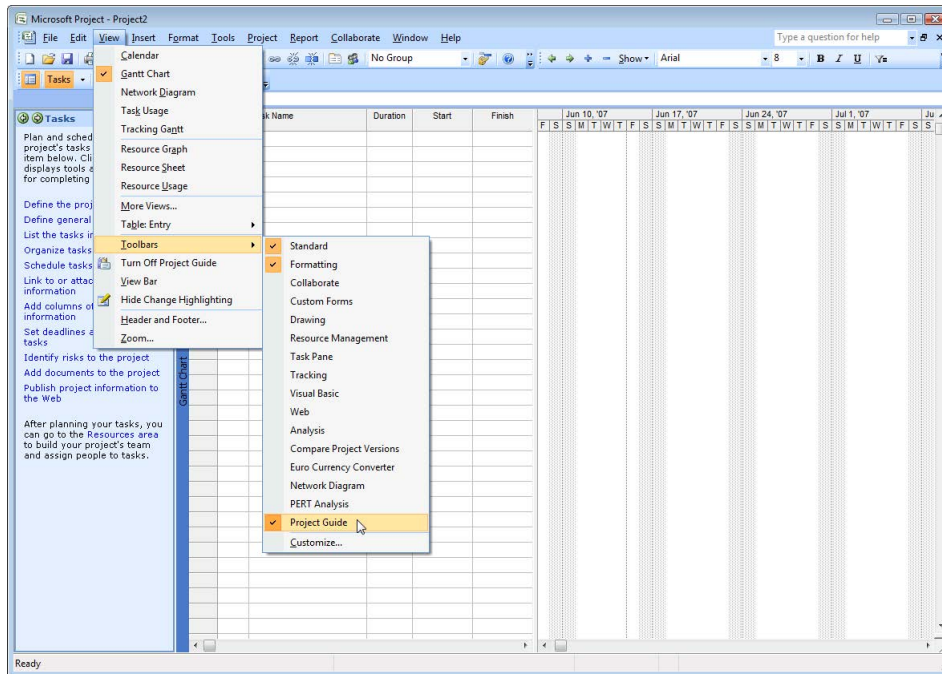 Microsoft Project - Project2
File Edit View Insert Format Tools Project Report Collaborate Window Help
Type a question for help
No Group
Show
Arial
8
B I U
Tasks
Calendar
Gantt Chart
Network Diagram
Task Usage
Tracking Gantt
Resource Graph
Resource Sheet
Resource Usage
More Views...
Table: Entry
Toolbars
Turn Off Project Guide
View Bar
Hide Change Highlighting
Header and Footer...
Zoom...
Standard
Formatting
Collaborate
Custom Forms
Drawing
Resource Management
Task Pane
Tracking
Visual Basic
Web
Analysis
Compare Project Versions
Euro Currency Converter
Network Diagram
PERT Analysis
Project Guide
Customize...
Tasks
Plan and sched
project's tasks
item below. Cli
displays tools a
for completing
Define the proj
Define general
List the tasks in
Organize tasks
Schedule tasks
Link to or attac
information
Add columns of
information
Set deadlines a
tasks
Identify risks to the project
Add documents to the project
Publish project information to
the Web
After planning your tasks, you
can go to the Resources area
to build your project's team
and assign people to tasks.
Gantt Chart
sk Name Duration Start Finish
Jun 10, '07 Jun 17, '07 Jun 24, '07 Jul 1, '07 Ju
F S S M T W T F S S M T W T F S S M T W T F S S M T W T F S S
Ready